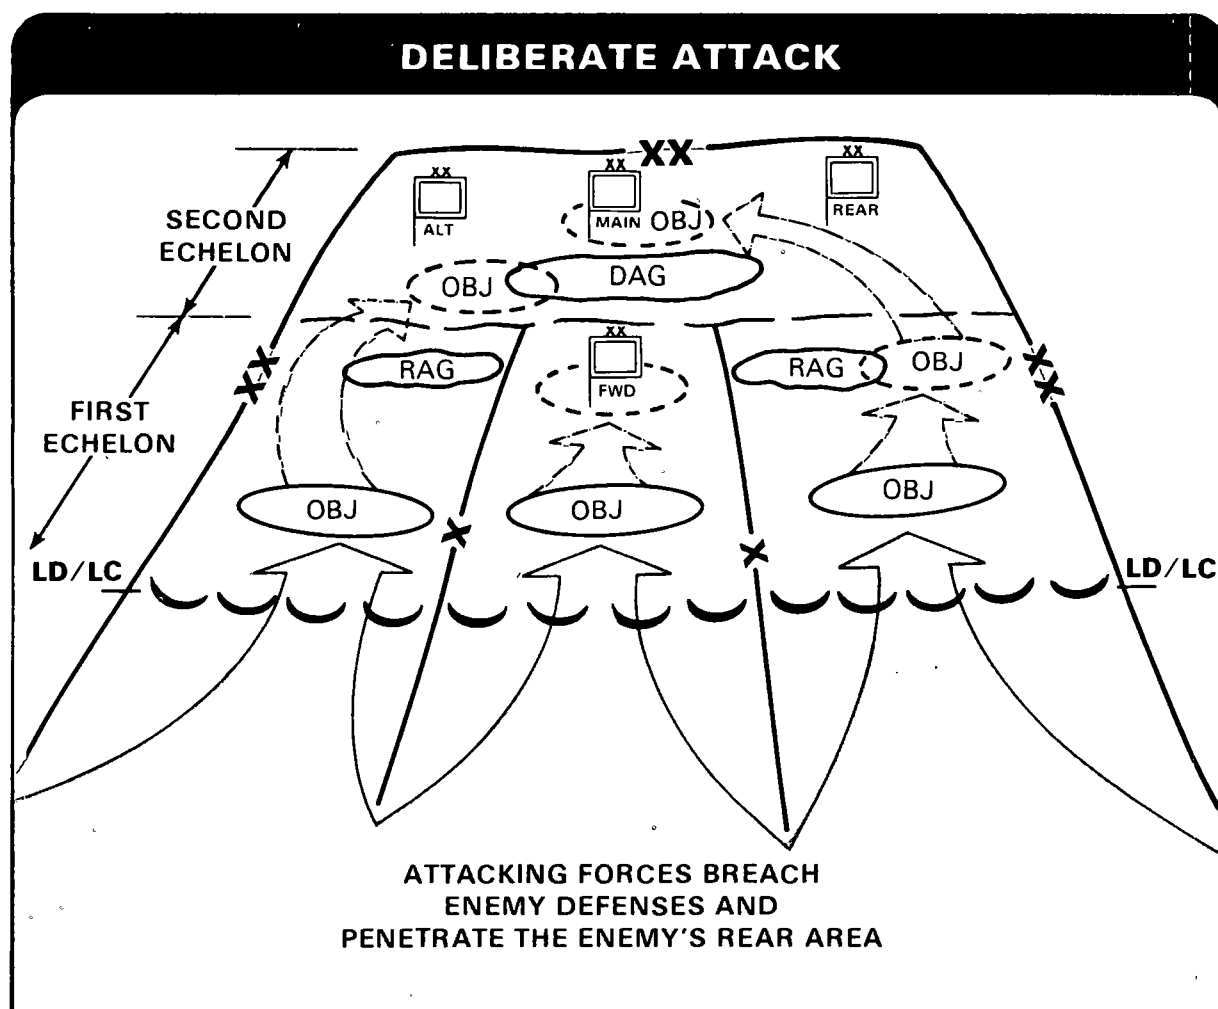 DELIBERATE ATTACK
XX
XX
XX
XX
SECOND
ECHELON
ALT
MAIN
OBJ
REAR
OBJ
DAG
XX
RAG
FWD
RAG
OBJ
X
X
X
X
FIRST
ECHELON
OBJ
OBJ
OBJ
X
X
LD/LC
LD/LC
ATTACKING FORCES BREACH
ENEMY DEFENSES AND
PENETRATE THE ENEMY'S REAR AREA